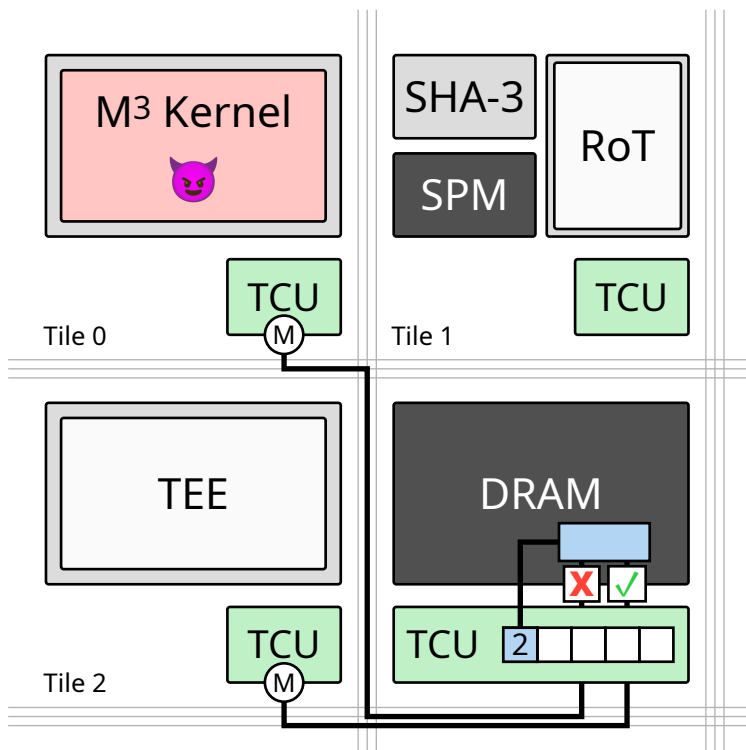 M³ Kernel
TCU
M
Tile 0
SHA-3
SPM
RoT
TCU
Tile 1
TEE
TCU
M
Tile 2
DRAM
TCU
2